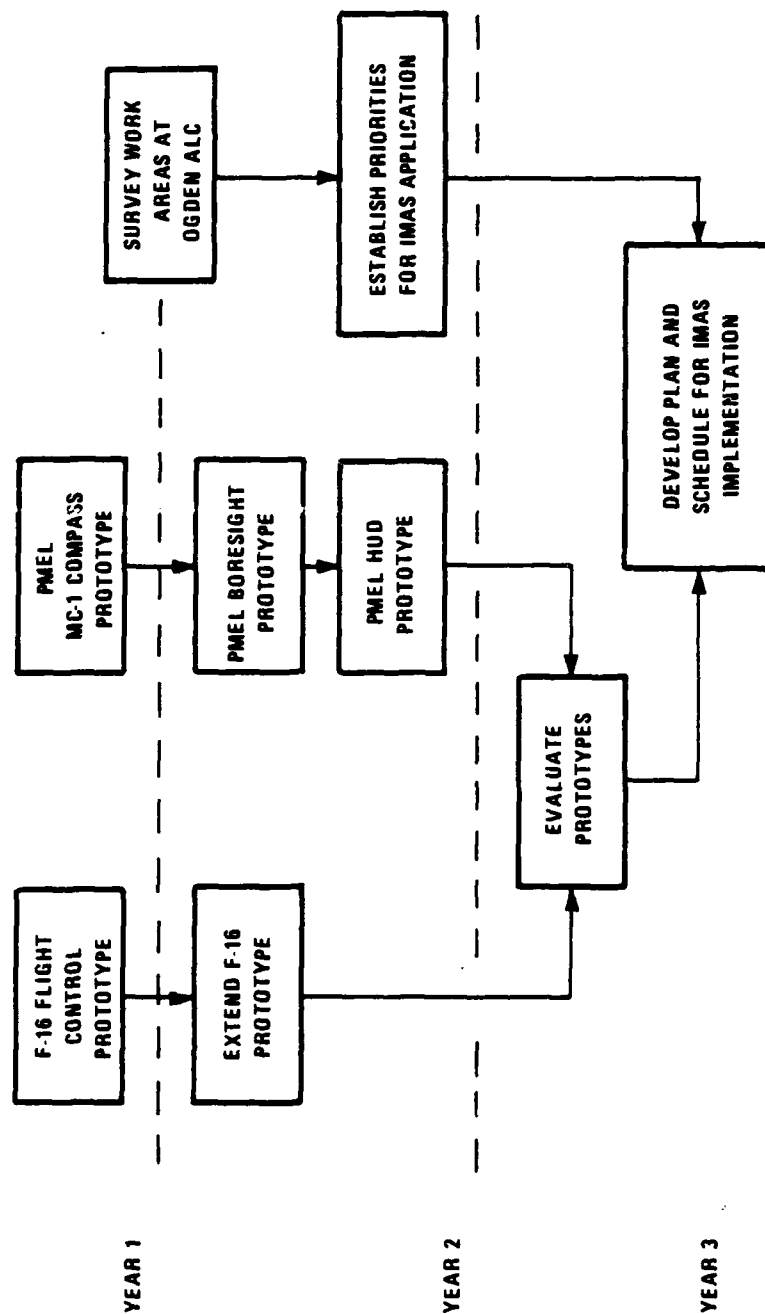 YEAR 1
F-16 FLIGHT
CONTROL
PROTOTYPE
PMEL
MC-1 COMPASS
PROTOTYPE
SURVEY WORK
AREAS AT
OGDEN ALC
YEAR 2
EXTEND F-16
PROTOTYPE
PMEL BORESIGHT
PROTOTYPE
PMEL HUD
PROTOTYPE
ESTABLISH PRIORITIES
FOR IMAS APPLICATION
YEAR 3
EVALUATE
PROTOTYPES
DEVELOP PLAN AND
SCHEDULE FOR IMAS
IMPLEMENTATION